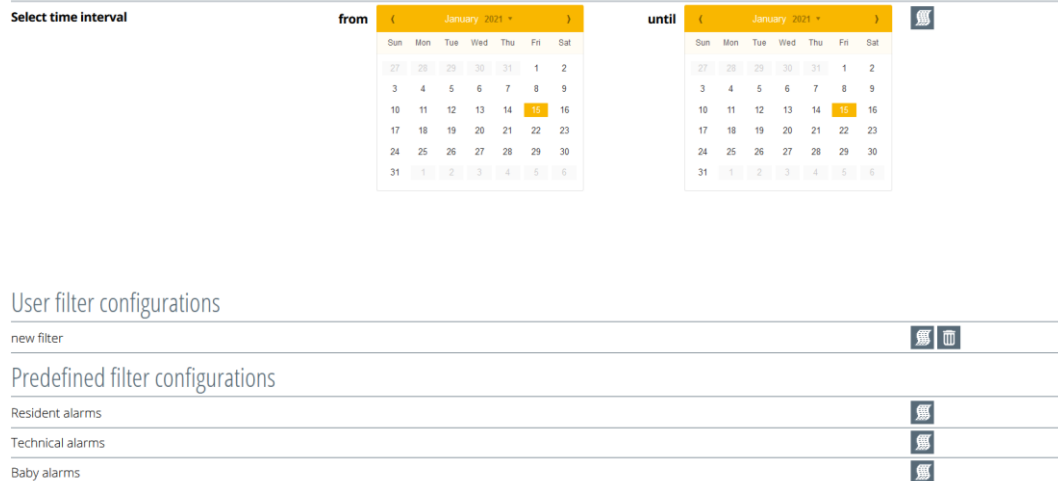 Select time interval from ‹ January 2021 ▾ › until ‹ January 2021 ▾ ›
Sun Mon Tue Wed Thu Fri Sat Sun Mon Tue Wed Thu Fri Sat
27 28 29 30 31 1 2 27 28 29 30 31 1 2
3 4 5 6 7 8 9 3 4 5 6 7 8 9
10 11 12 13 14 15 16 10 11 12 13 14 15 16
17 18 19 20 21 22 23 17 18 19 20 21 22 23
24 25 26 27 28 29 30 24 25 26 27 28 29 30
31 1 2 3 4 5 6 31 1 2 3 4 5 6
User filter configurations
new filter
Predefined filter configurations
Resident alarms
Technical alarms
Baby alarms